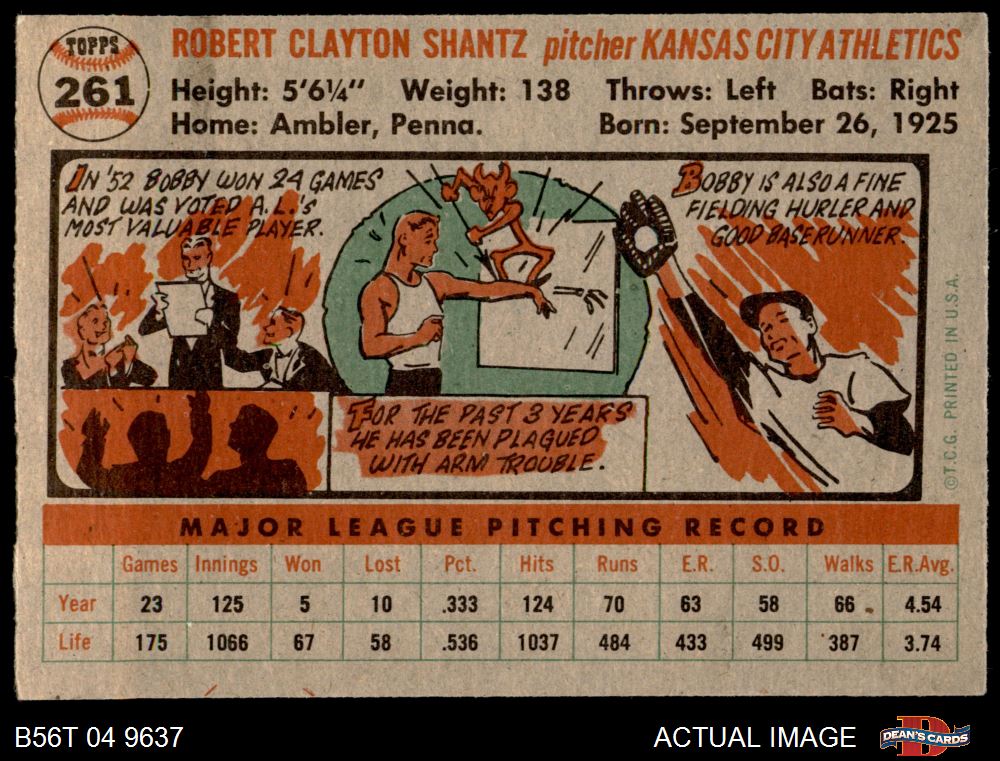 TOPPS
261
ROBERT CLAYTON SHANTZ pitcher KANSAS CITY ATHLETICS
Height: 5'6¼" Weight: 138 Throws: Left Bats: Right
Home: Ambler, Penna. Born: September 26, 1925
IN '52 BOBBY WON 24 GAMES
AND WAS VOTED A.L.'s
MOST VALUABLE PLAYER.
FOR THE PAST 3 YEARS
HE HAS BEEN PLAGUED
WITH ARM TROUBLE.
BOBBY IS ALSO A FINE
FIELDING HURLER AND
GOOD BASERUNNER.
©T.C.G. PRINTED IN U.S.A.
MAJOR LEAGUE PITCHING RECORD
Games Innings Won Lost Pct. Hits Runs E.R. S.O. Walks E.R.Avg.
Year 23 125 5 10 .333 124 70 63 58 66 4.54
Life 175 1066 67 58 .536 1037 484 433 499 387 3.74
B56T 04 9637
ACTUAL IMAGE
DEAN'S CARDS